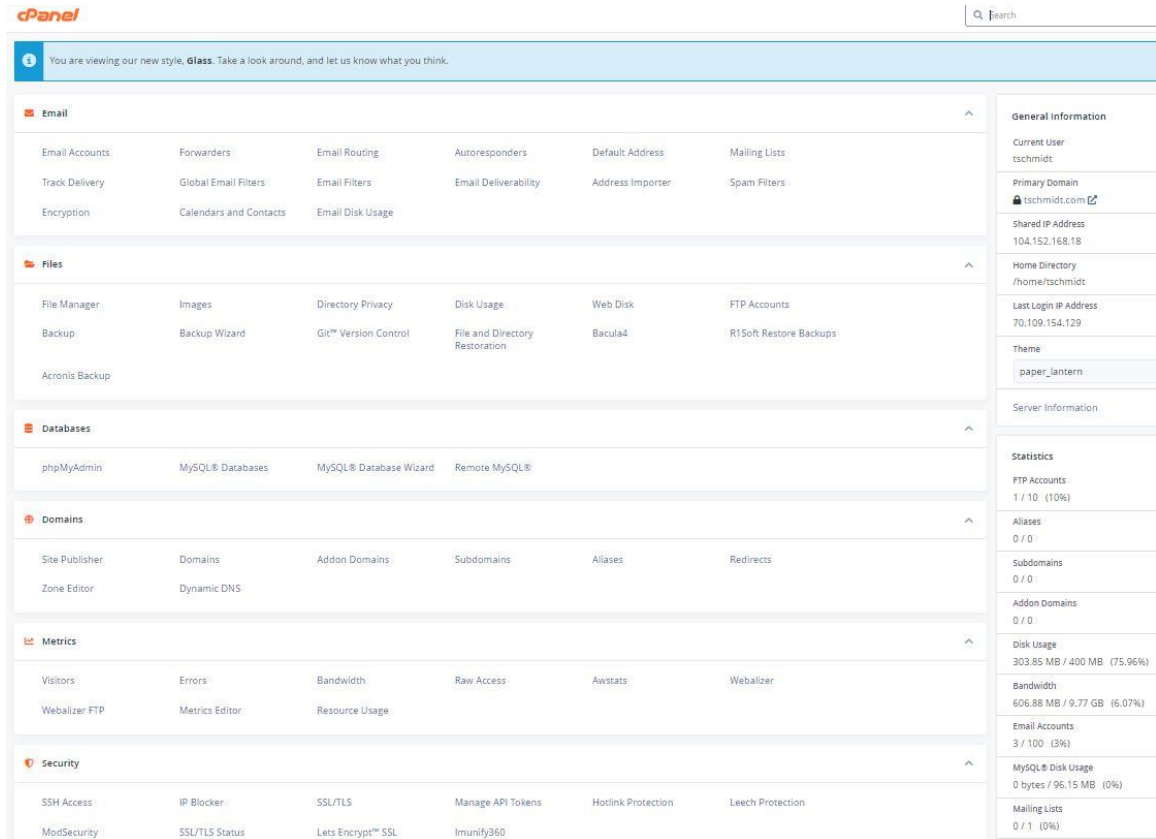 cPanel
Search
You are viewing our new style, Glass. Take a look around, and let us know what you think.
Email
Email Accounts Forwarders Email Routing Autoresponders Default Address Mailing Lists
Track Delivery Global Email Filters Email Filters Email Deliverability Address Importer Spam Filters
Encryption Calendars and Contacts Email Disk Usage
Files
File Manager Images Directory Privacy Disk Usage Web Disk FTP Accounts
Backup Backup Wizard Git™ Version Control File and Directory Restoration Bacula4 R1Soft Restore Backups
Acronis Backup
Databases
phpMyAdmin MySQL® Databases MySQL® Database Wizard Remote MySQL®
Domains
Site Publisher Domains Addon Domains Subdomains Aliases Redirects
Zone Editor Dynamic DNS
Metrics
Visitors Errors Bandwidth Raw Access Awstats Webalizer
Webalizer FTP Metrics Editor Resource Usage
Security
SSH Access IP Blocker SSL/TLS Manage API Tokens Hotlink Protection Leech Protection
ModSecurity SSL/TLS Status Lets Encrypt™ SSL Imunify360
General Information
Current User
tschmidt
Primary Domain
tschmidt.com
Shared IP Address
104.152.168.18
Home Directory
/home/tschmidt
Last Login IP Address
70.109.154.129
Theme
paper_lantern
Server Information
Statistics
FTP Accounts
1 / 10 (10%)
Aliases
0 / 0
Subdomains
0 / 0
Addon Domains
0 / 0
Disk Usage
303.85 MB / 400 MB (75.96%)
Bandwidth
606.88 MB / 9.77 GB (6.07%)
Email Accounts
3 / 100 (3%)
MySQL® Disk Usage
0 bytes / 96.15 MB (0%)
Mailing Lists
0 / 1 (0%)